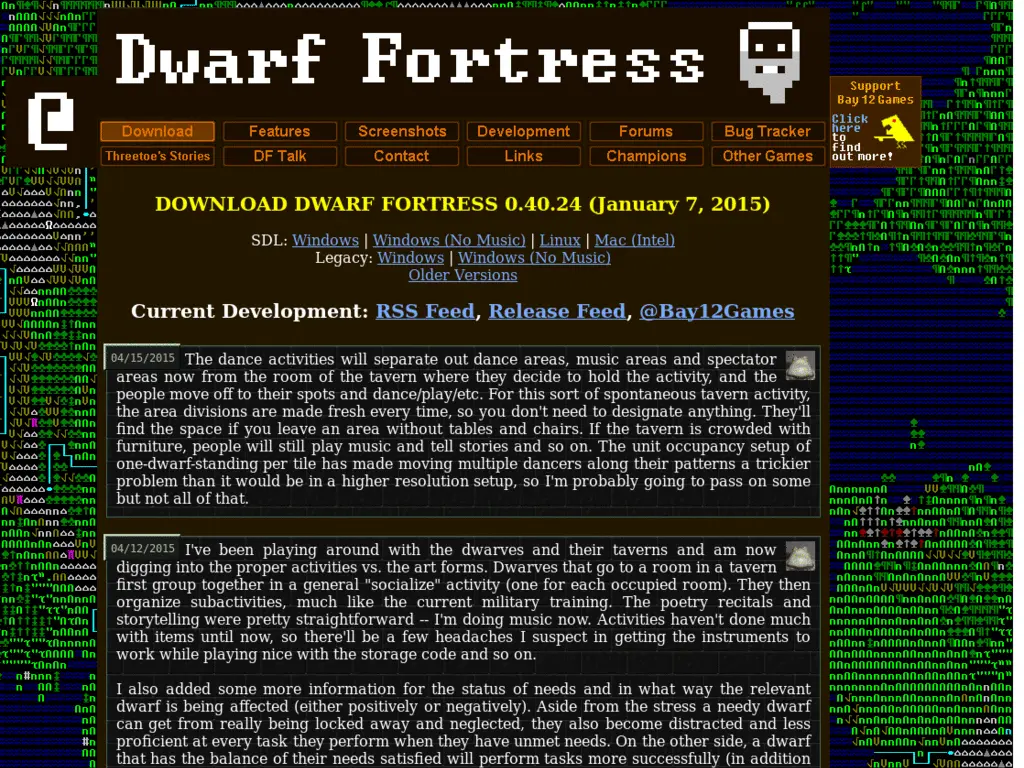 Dwarf Fortress
Support
Bay 12 Games
Click
here
to
find
out more!
Download Features Screenshots Development Forums Bug Tracker
Threetoe's Stories DF Talk Contact Links Champions Other Games
DOWNLOAD DWARF FORTRESS 0.40.24 (January 7, 2015)
SDL: Windows | Windows (No Music) | Linux | Mac (Intel)
Legacy: Windows | Windows (No Music)
Older Versions
Current Development: RSS Feed, Release Feed, @Bay12Games
04/15/2015 The dance activities will separate out dance areas, music areas and spectator
areas now from the room of the tavern where they decide to hold the activity, and the
people move off to their spots and dance/play/etc. For this sort of spontaneous tavern activity,
the area divisions are made fresh every time, so you don't need to designate anything. They'll
find the space if you leave an area without tables and chairs. If the tavern is crowded with
furniture, people will still play music and tell stories and so on. The unit occupancy setup of
one-dwarf-standing per tile has made moving multiple dancers along their patterns a trickier
problem than it would be in a higher resolution setup, so I'm probably going to pass on some
but not all of that.
04/12/2015 I've been playing around with the dwarves and their taverns and am now
digging into the proper activities vs. the art forms. Dwarves that go to a room in a tavern
first group together in a general "socialize" activity (one for each occupied room). They then
organize subactivities, much like the current military training. The poetry recitals and
storytelling were pretty straightforward -- I'm doing music now. Activities haven't done much
with items until now, so there'll be a few headaches I suspect in getting the instruments to
work while playing nice with the storage code and so on.
I also added some more information for the status of needs and in what way the relevant
dwarf is being affected (either positively or negatively). Aside from the stress a needy dwarf
can get from really being locked away and neglected, they also become distracted and less
proficient at every task they perform when they have unmet needs. On the other side, a dwarf
that has the balance of their needs satisfied will perform tasks more successfully (in addition